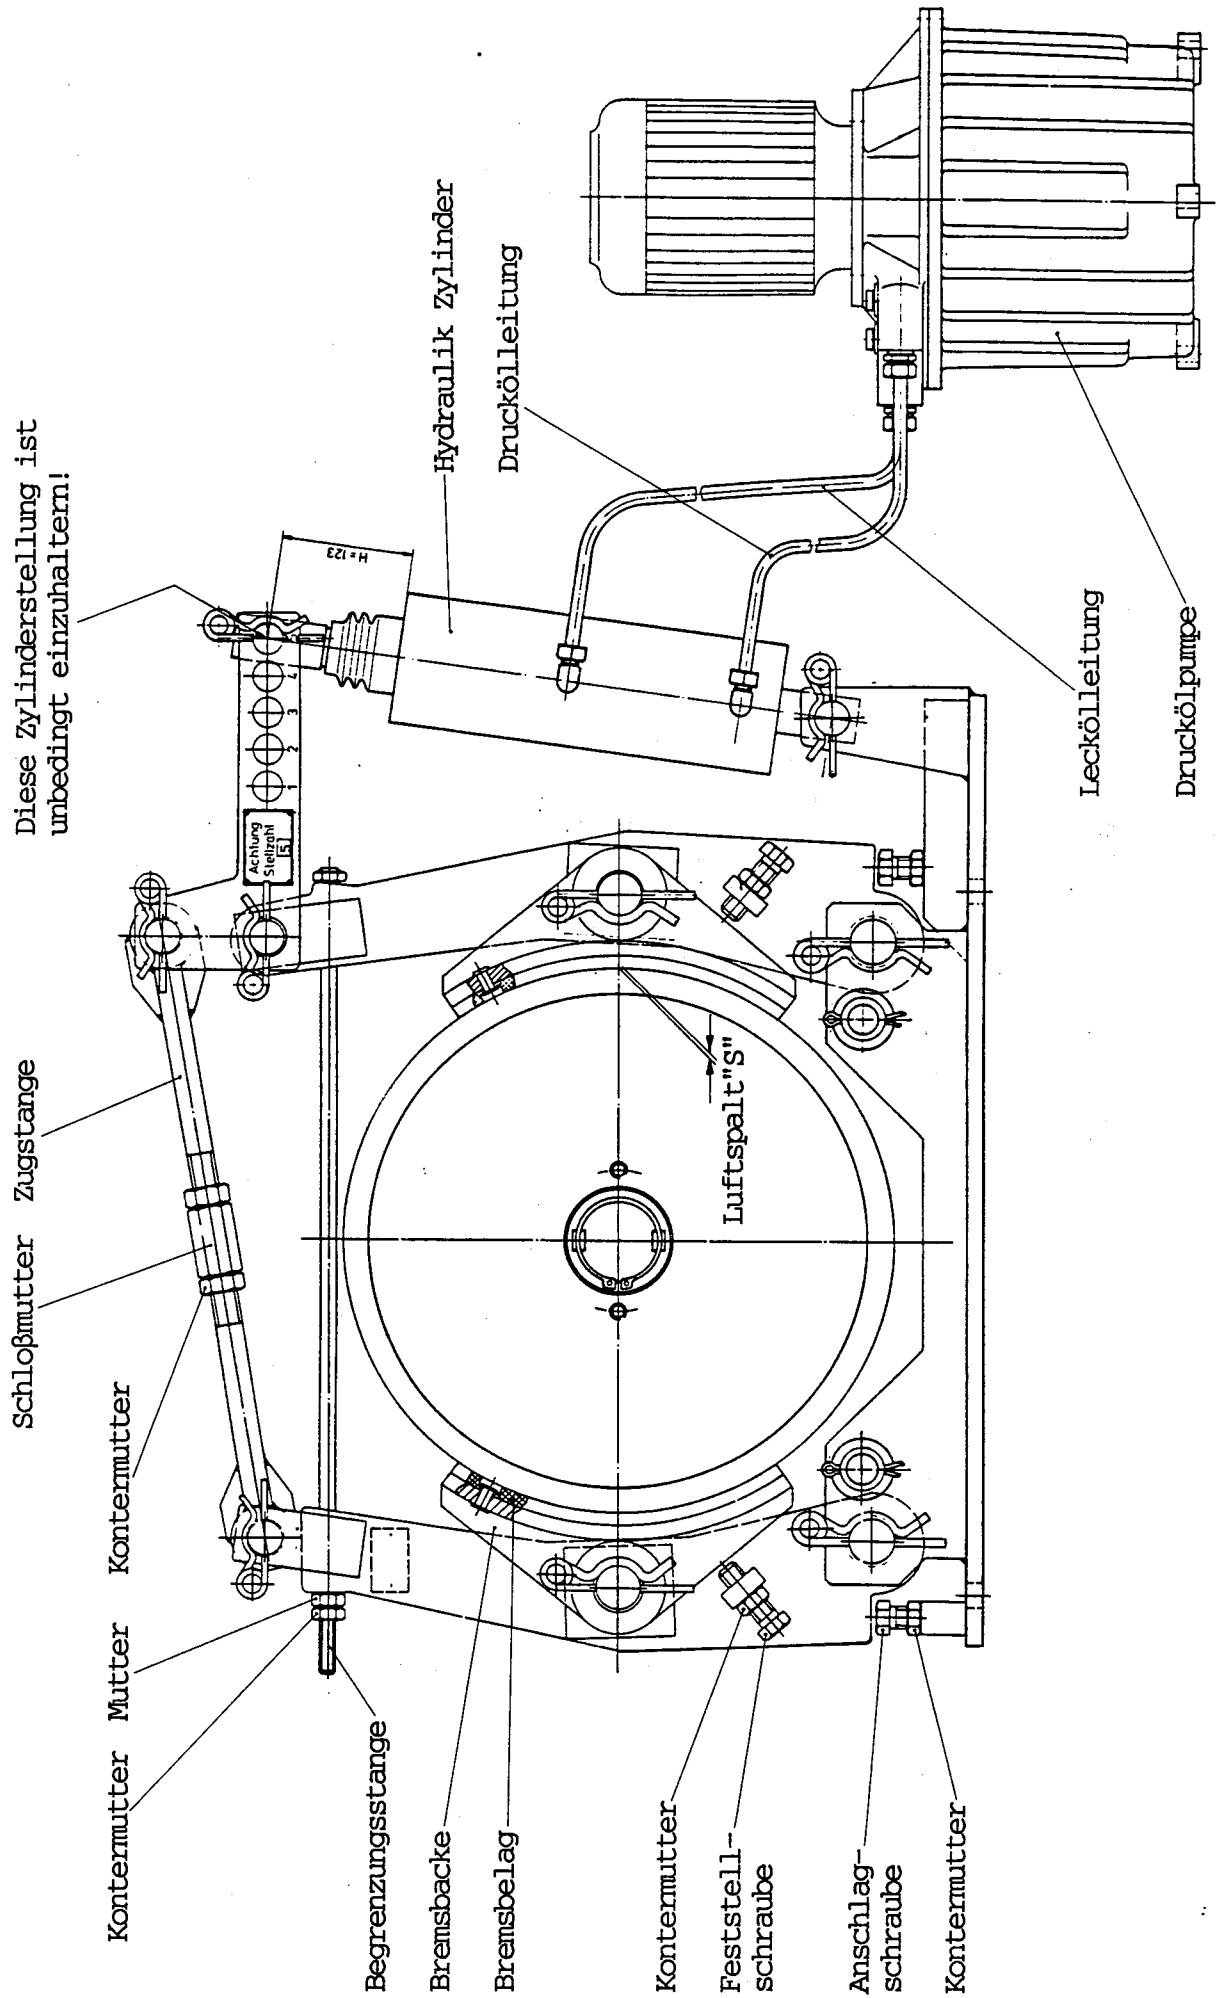 Diese Zylinderstellung ist
unbedingt einzuhaltern!
Schloßmutter Zugstange
Kontermutter Mutter Kontermutter
Begrenzungsstange
Bremsbacke
Bremsbelag
Kontermutter
Feststell-
schraube
Anschlag-
schraube
Kontermutter
Achtung
Stellzahl
5
1 2 3 4
H=123
Hydraulik Zylinder
Druckölleitung
Luftspalt"S"
Leckölleitung
Druckölpumpe